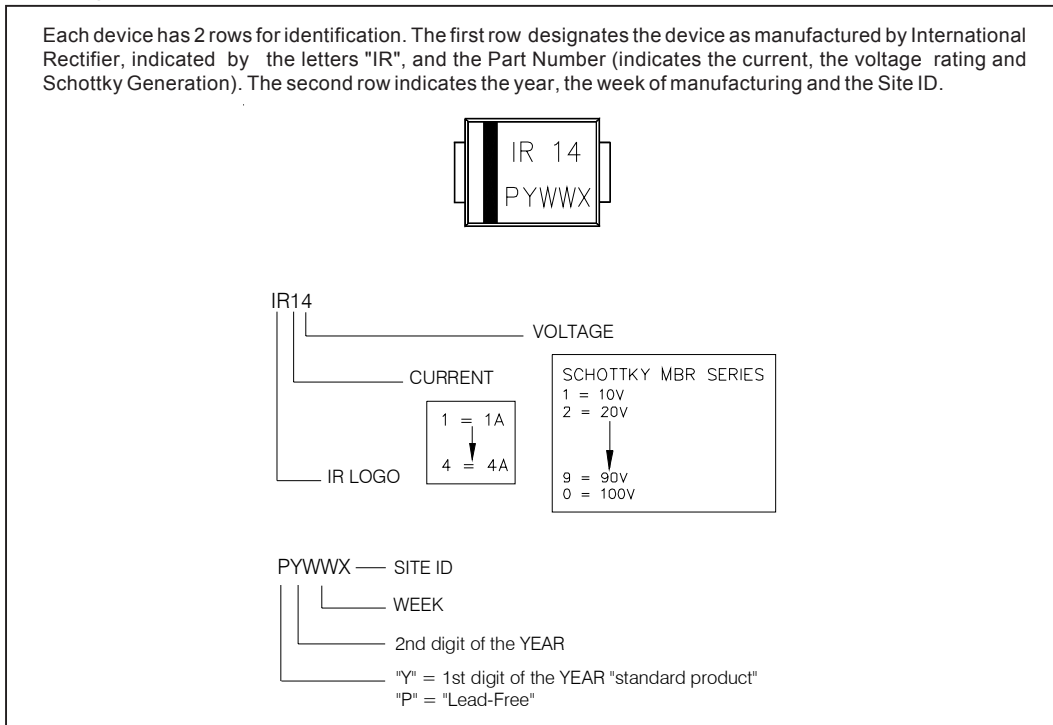 Each device has 2 rows for identification. The first row designates the device as manufactured by International
Rectifier, indicated by the letters "IR", and the Part Number (indicates the current, the voltage rating and
Schottky Generation). The second row indicates the year, the week of manufacturing and the Site ID.
IR 14
PYWWX
IR14
VOLTAGE
CURRENT
1 = 1A
4 = 4A
SCHOTTKY MBR SERIES
1 = 10V
2 = 20V
9 = 90V
0 = 100V
IR LOGO
PYWWX
SITE ID
WEEK
2nd digit of the YEAR
"Y" = 1st digit of the YEAR "standard product"
"P" = "Lead-Free"